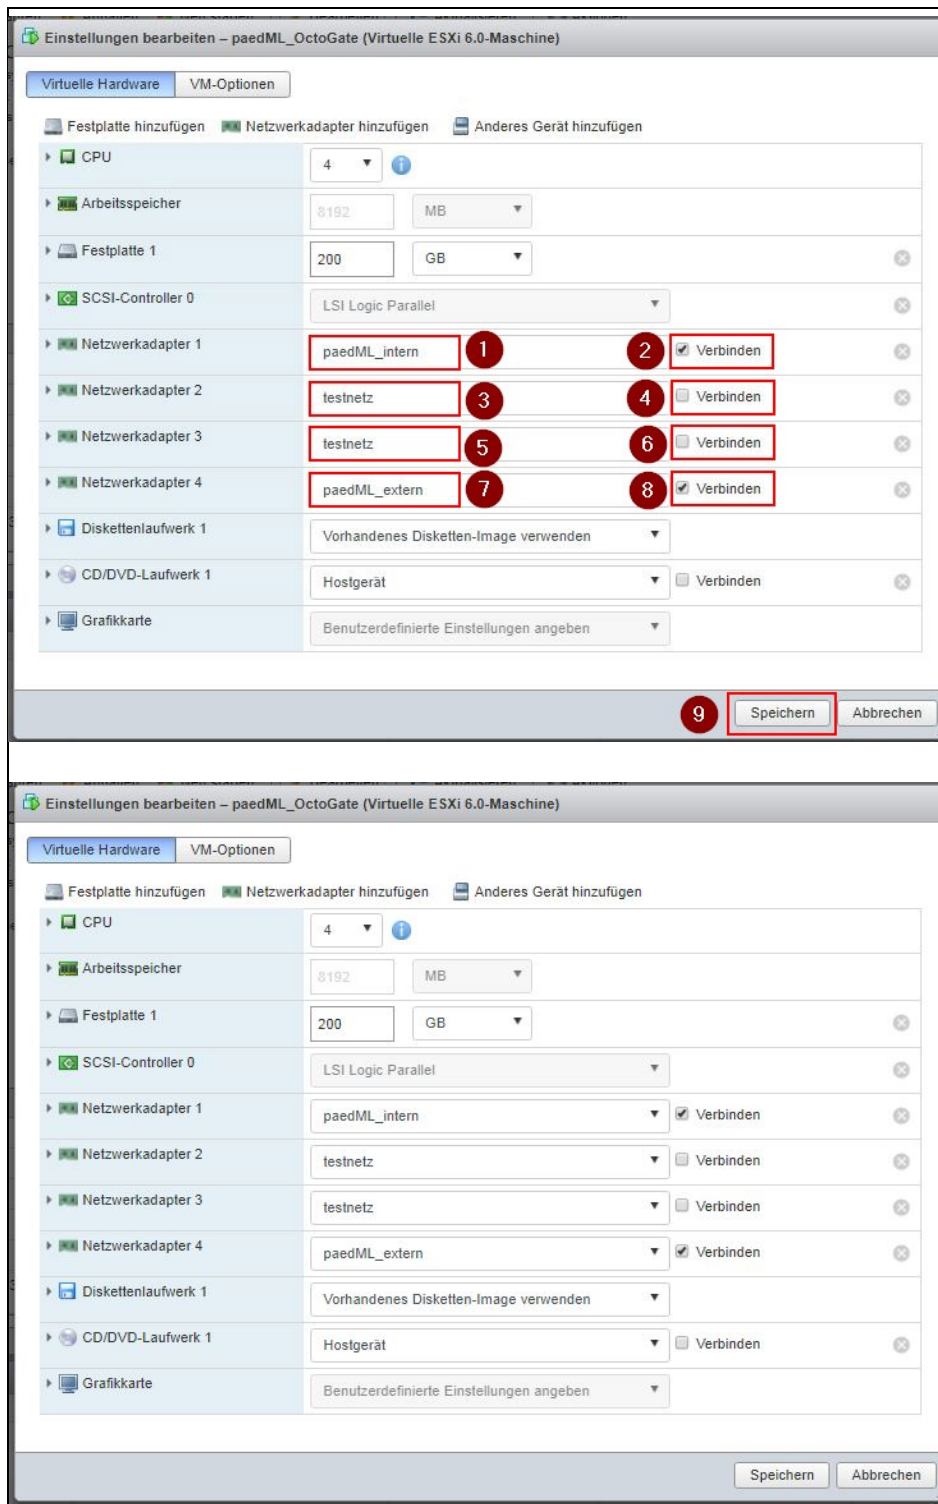 Einstellungen bearbeiten – paedML_OctoGate (Virtuelle ESXi 6.0-Maschine)
Virtuelle Hardware VM-Optionen
Festplatte hinzufügen Netzwerkadapter hinzufügen Anderes Gerät hinzufügen
CPU 4
Arbeitsspeicher 8192 MB
Festplatte 1 200 GB
SCSI-Controller 0 LSI Logic Parallel
Netzwerkadapter 1 paedML_intern 1 2 Verbinden
Netzwerkadapter 2 testnetz 3 4 Verbinden
Netzwerkadapter 3 testnetz 5 6 Verbinden
Netzwerkadapter 4 paedML_extern 7 8 Verbinden
Diskettenlaufwerk 1 Vorhandenes Disketten-Image verwenden
CD/DVD-Laufwerk 1 Hostgerät Verbinden
Grafikkarte Benutzerdefinierte Einstellungen angeben
9 Speichern Abbrechen
Einstellungen bearbeiten – paedML_OctoGate (Virtuelle ESXi 6.0-Maschine)
Virtuelle Hardware VM-Optionen
Festplatte hinzufügen Netzwerkadapter hinzufügen Anderes Gerät hinzufügen
CPU 4
Arbeitsspeicher 8192 MB
Festplatte 1 200 GB
SCSI-Controller 0 LSI Logic Parallel
Netzwerkadapter 1 paedML_intern Verbinden
Netzwerkadapter 2 testnetz Verbinden
Netzwerkadapter 3 testnetz Verbinden
Netzwerkadapter 4 paedML_extern Verbinden
Diskettenlaufwerk 1 Vorhandenes Disketten-Image verwenden
CD/DVD-Laufwerk 1 Hostgerät Verbinden
Grafikkarte Benutzerdefinierte Einstellungen angeben
Speichern Abbrechen